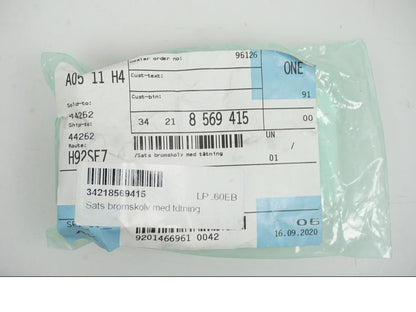 Dealer order no: 96126
A05 11 H4 ONE
Cust-text:
Sold-to: Cust-bin: 91
44262
Ship-to: 34 21 8 569 415 00
44262
Route: UN /
H92SF7 /Sats bromskolv med tätning 01
34218569415 LP .60EB
Sats bromskolv med tdtning
9201466961 0042 16.09.2020